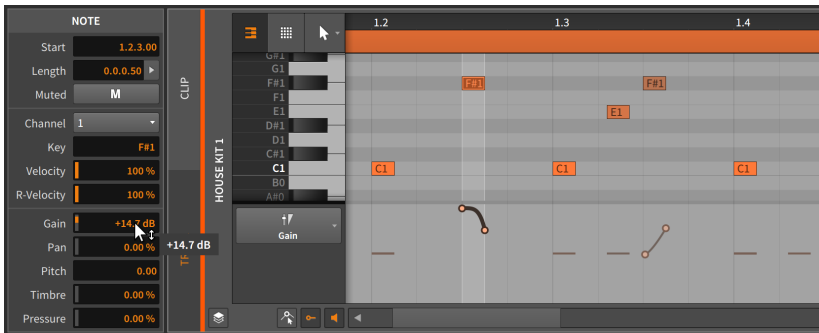 NOTE
Start 1.2.3.00
Length 0.0.0.50
Muted M
Channel 1
Key F#1
Velocity 100 %
R-Velocity 100 %
Gain +14.7 dB
Pan 0.00 %
Pitch 0.00
Timbre 0.00 %
Pressure 0.00 %
+14.7 dB
CLIP
HOUSE KIT 1
1.2 1.3 1.4
G#1
G1
F#1 F#1 F#1
F1
E1 E1
D#1
D1
C#1
C1 C1 C1 C1
B0
A#0
Gain